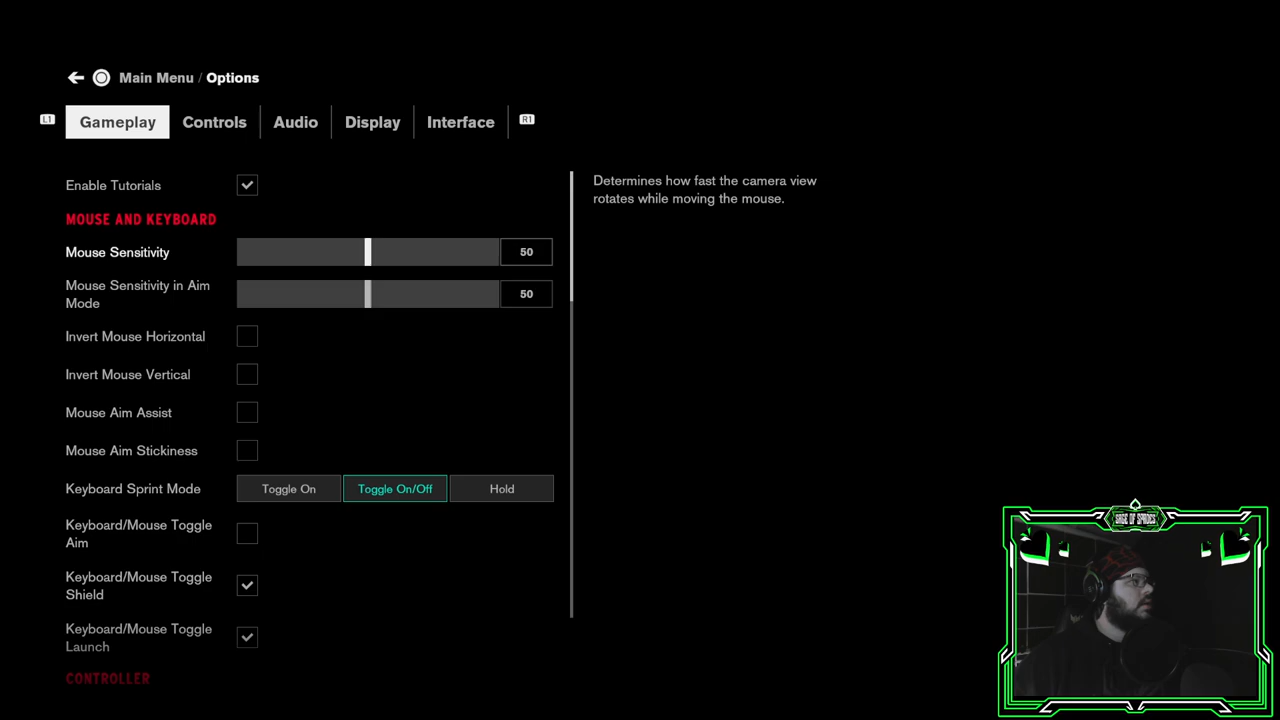 Main Menu / Options
L1 Gameplay Controls Audio Display Interface R1
Enable Tutorials
Determines how fast the camera view
rotates while moving the mouse.
MOUSE AND KEYBOARD
Mouse Sensitivity 50
Mouse Sensitivity in Aim
Mode 50
Invert Mouse Horizontal
Invert Mouse Vertical
Mouse Aim Assist
Mouse Aim Stickiness
Keyboard Sprint Mode Toggle On Toggle On/Off Hold
Keyboard/Mouse Toggle
Aim
Keyboard/Mouse Toggle
Shield
Keyboard/Mouse Toggle
Launch
CONTROLLER
SAGE OF SPADES